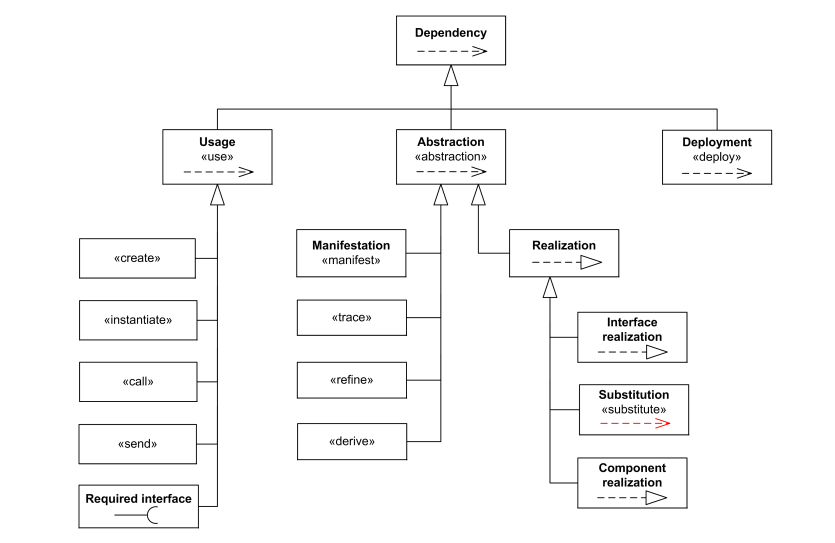 Dependency
Usage
«use»
Abstraction
«abstraction»
Deployment
«deploy»
«create»
«instantiate»
«call»
«send»
Required interface
Manifestation
«manifest»
«trace»
«refine»
«derive»
Realization
Interface
realization
Substitution
«substitute»
Component
realization